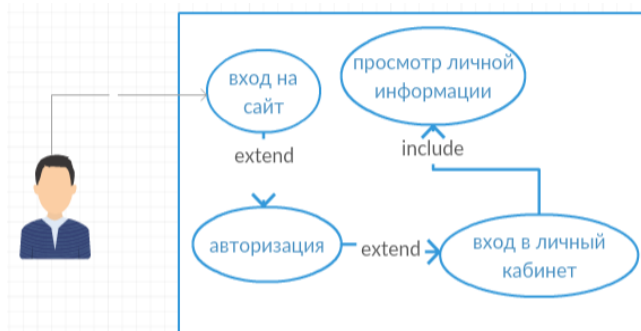 вход на
сайт
просмотр личной
информации
extend
include
авторизация
extend
вход в личный
кабинет